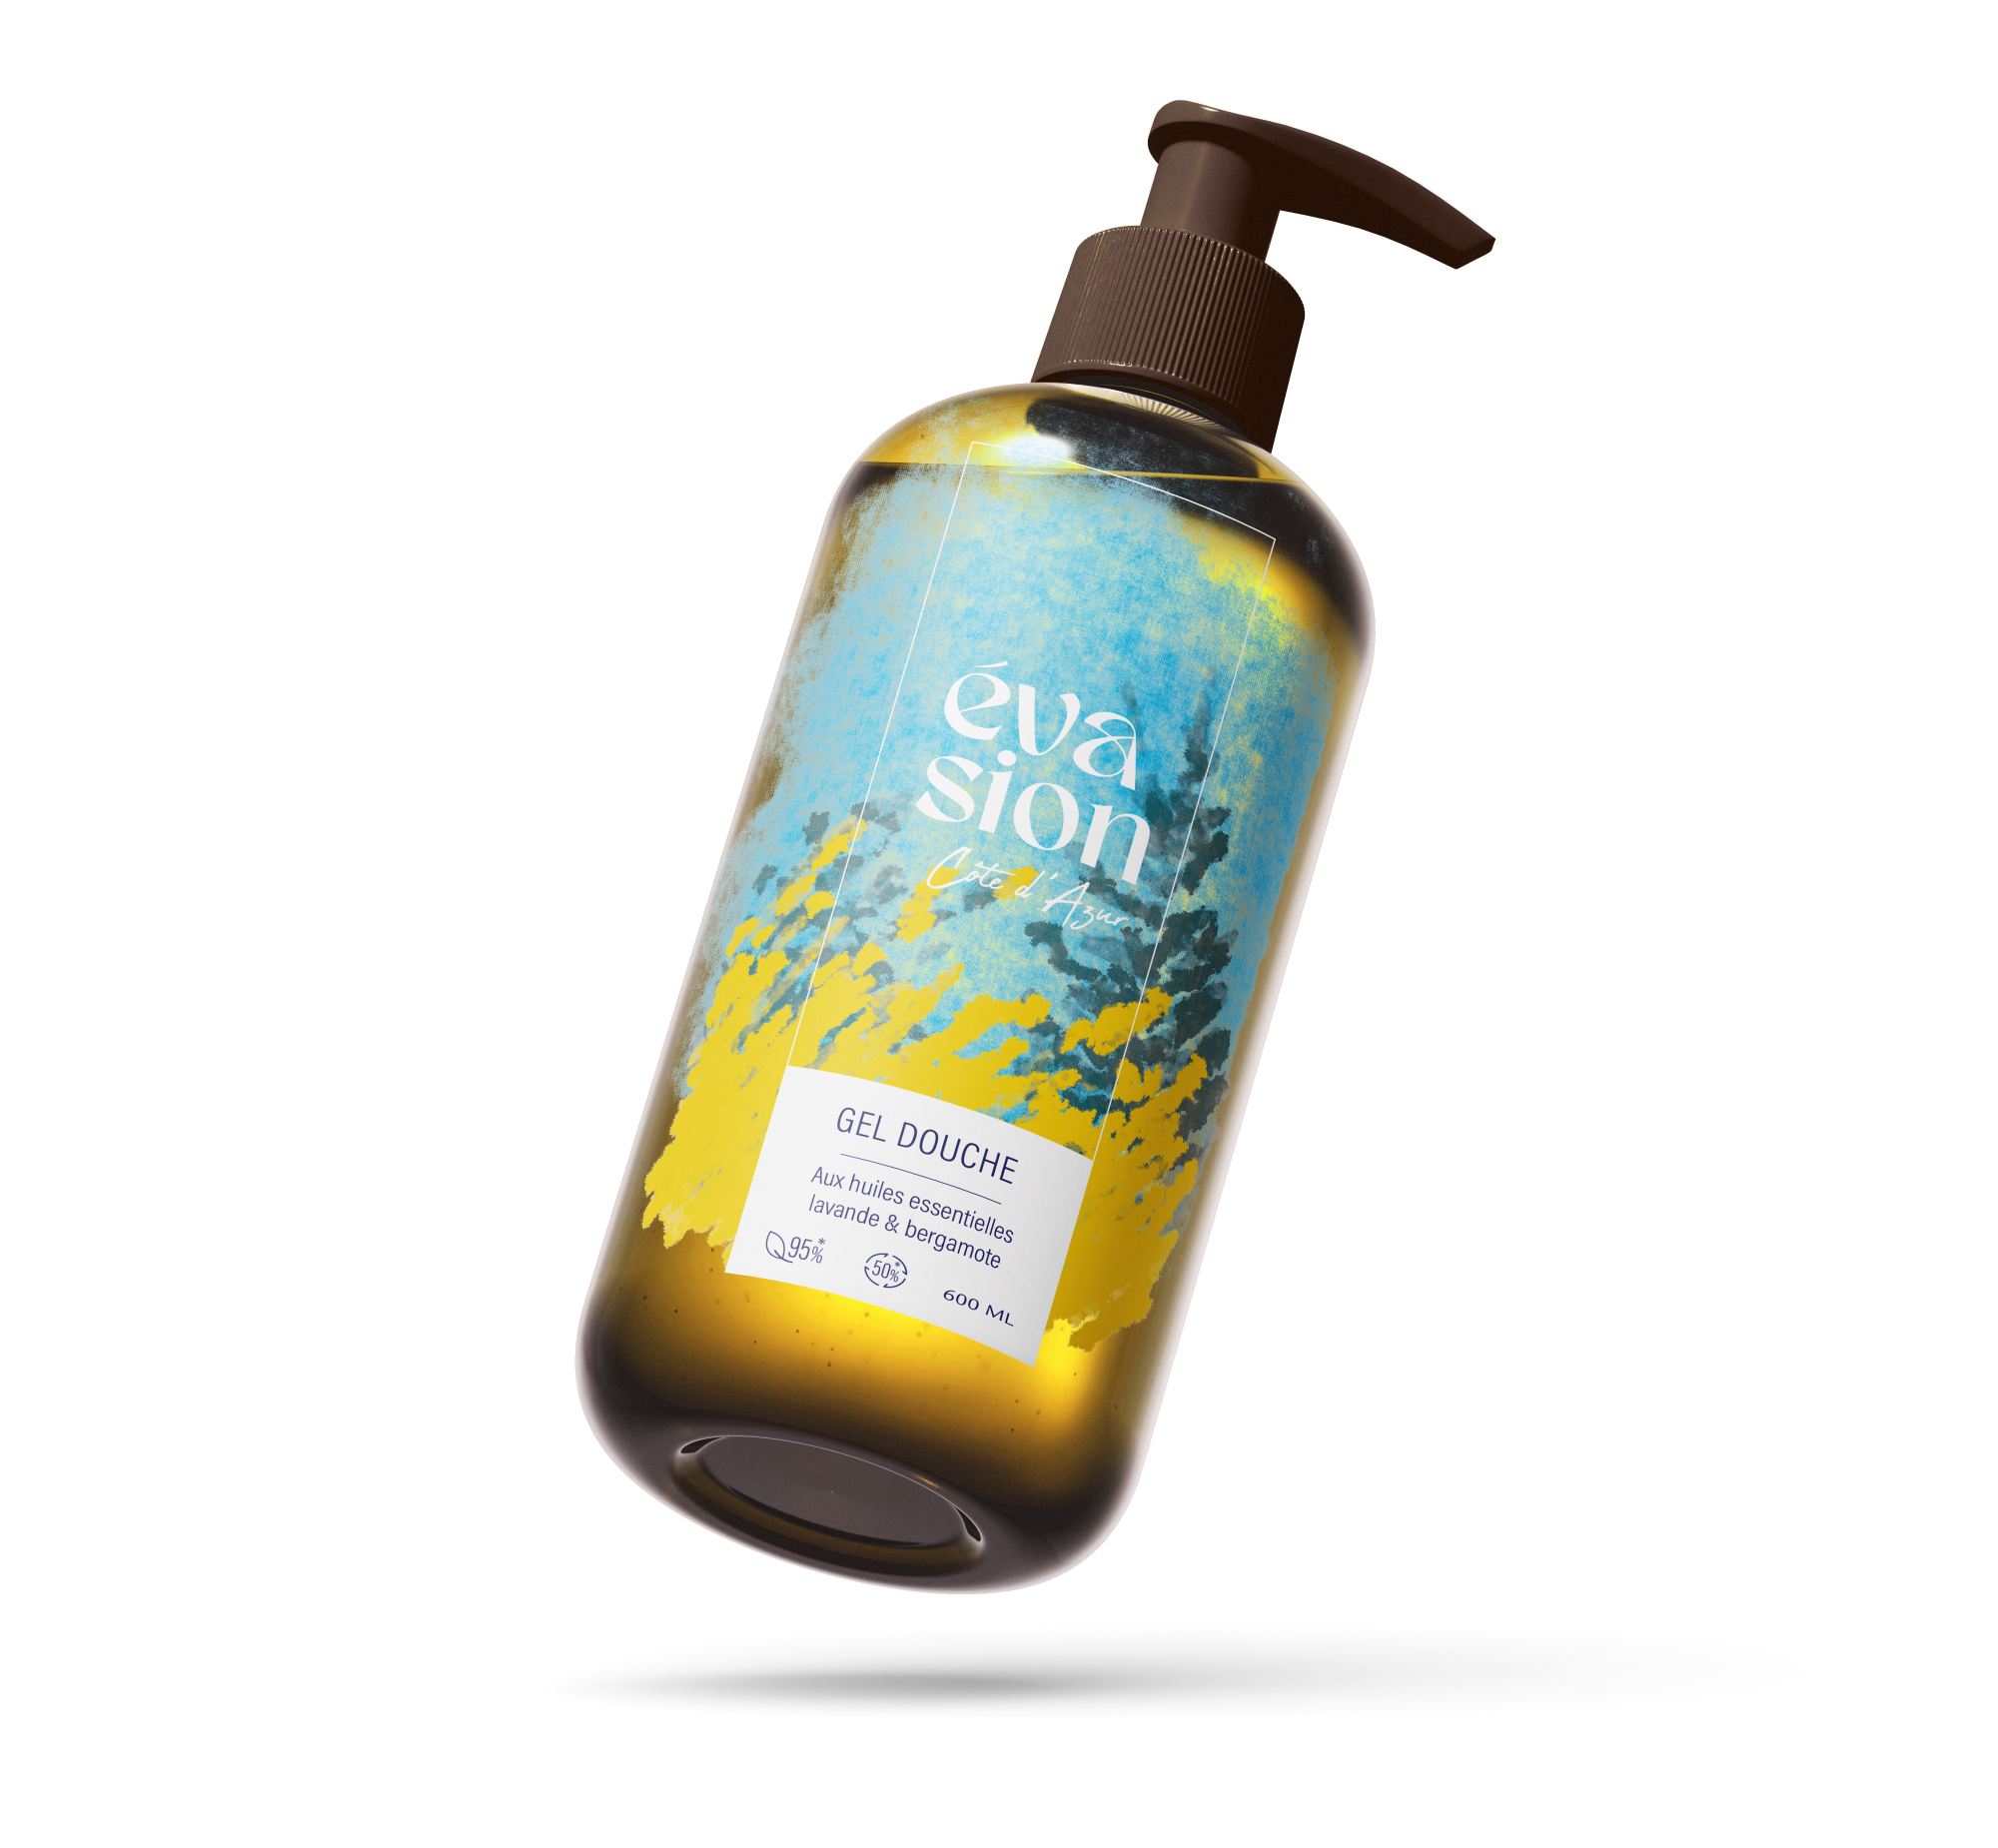 éva
sion
Côte d'Azur
GEL DOUCHE
Aux huiles essentielles
lavande & bergamote
95%*
50%*
600 ML